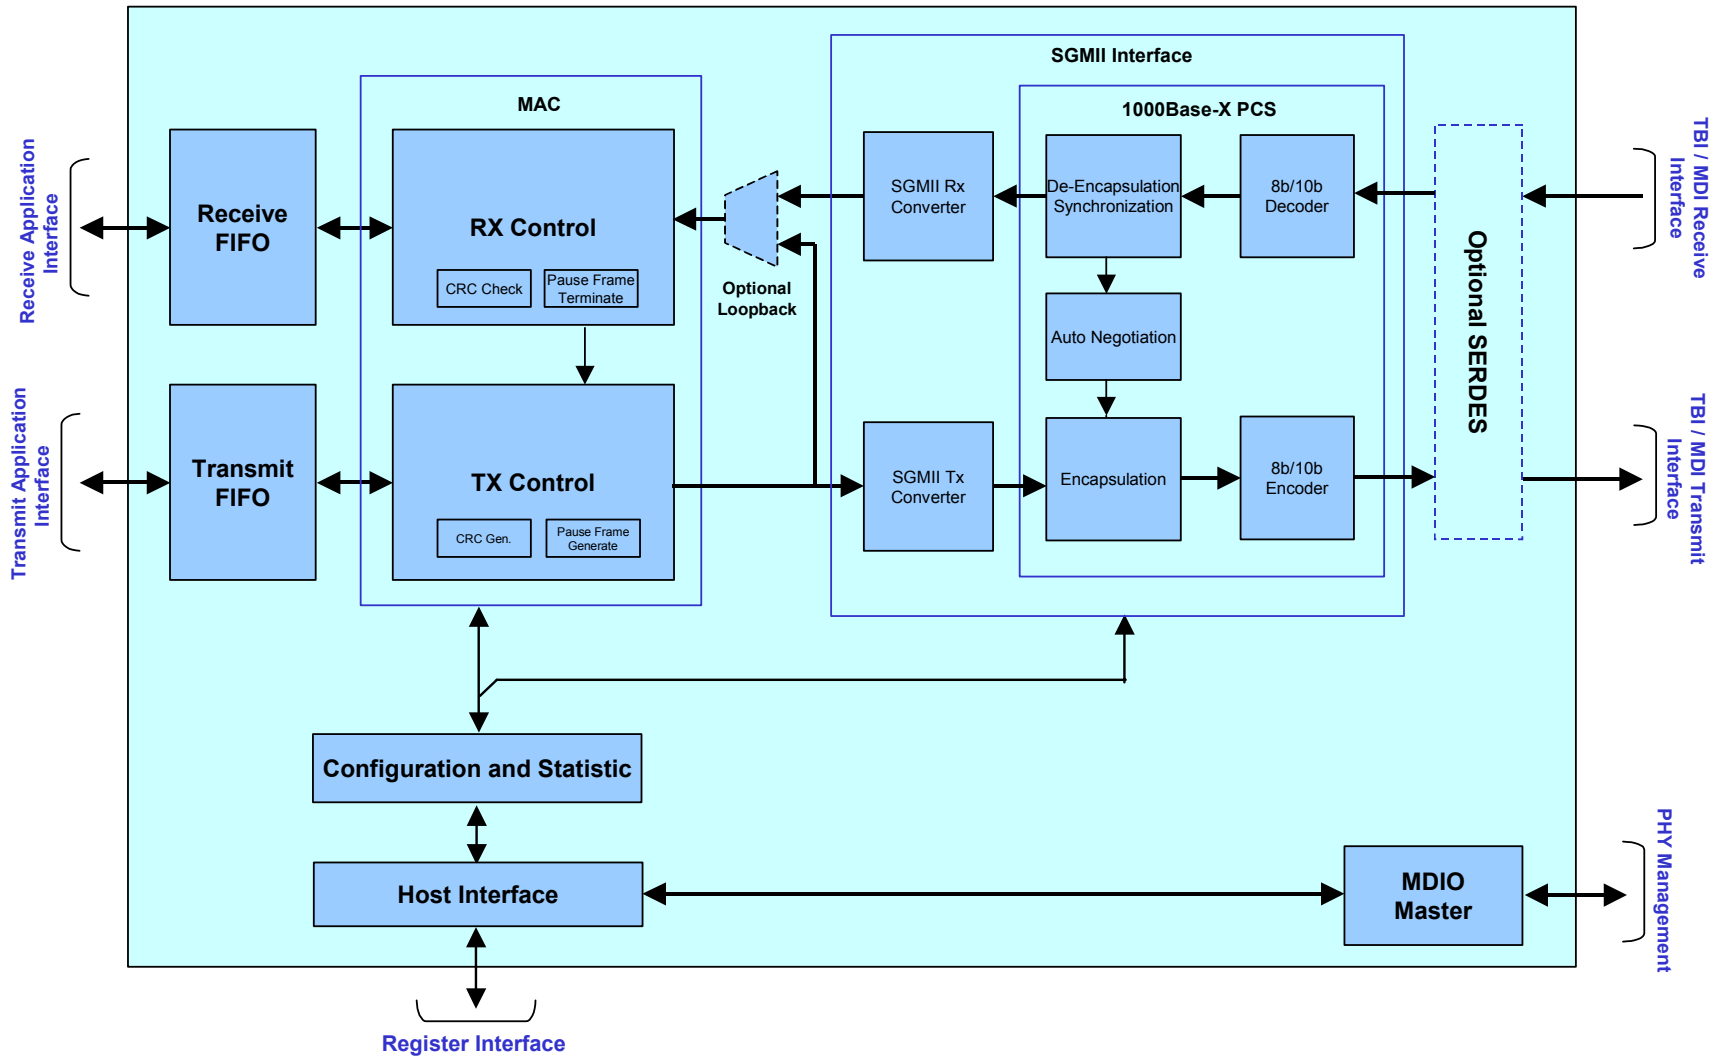 SGMII Interface
MAC
1000Base-X PCS
Receive Application
Interface
Receive
FIFO
RX Control
CRC Check
Pause Frame
Terminate
Optional
Loopback
SGMII Rx
Converter
De-Encapsulation
Synchronization
8b/10b
Decoder
Auto Negotiation
Optional SERDES
TBI / MDI Receive
Interface
Transmit Application
Interface
Transmit
FIFO
TX Control
CRC Gen.
Pause Frame
Generate
SGMII Tx
Converter
Encapsulation
8b/10b
Encoder
TBI / MDI Transmit
Interface
Configuration and Statistic
Host Interface
MDIO
Master
PHY Management
Register Interface